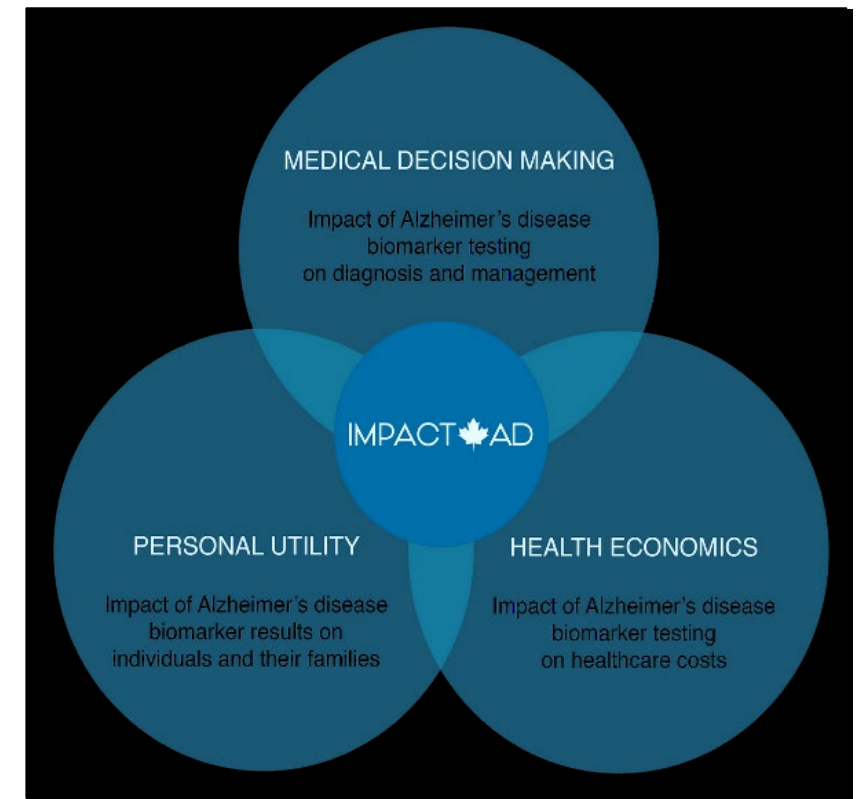 MEDICAL DECISION MAKING
Impact of Alzheimer's disease
biomarker testing
on diagnosis and management
IMPACT AD
PERSONAL UTILITY
Impact of Alzheimer's disease
biomarker results on
individuals and their families
HEALTH ECONOMICS
Impact of Alzheimer's disease
biomarker testing
on healthcare costs